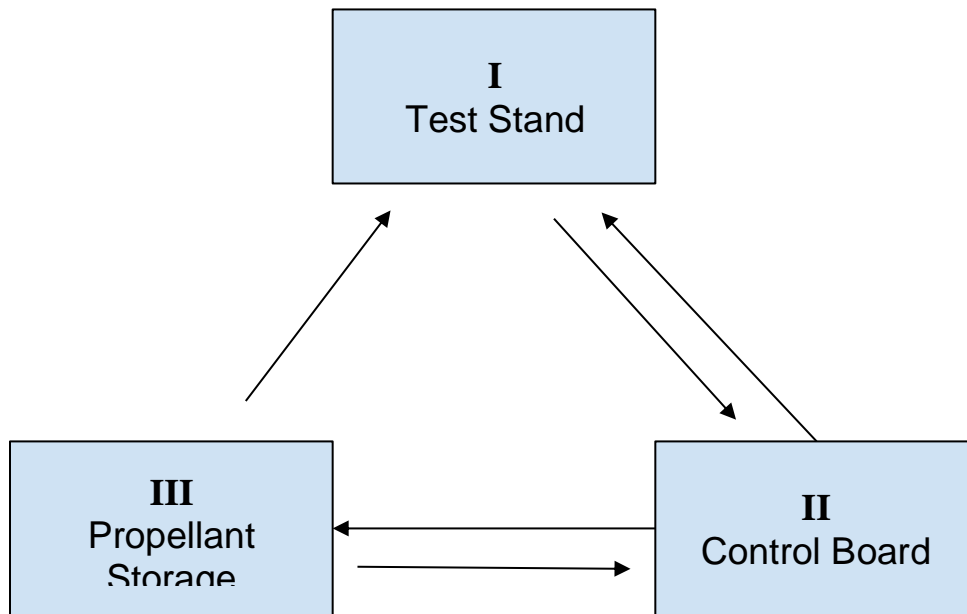 I
Test Stand
III
Propellant
Storage
II
Control Board